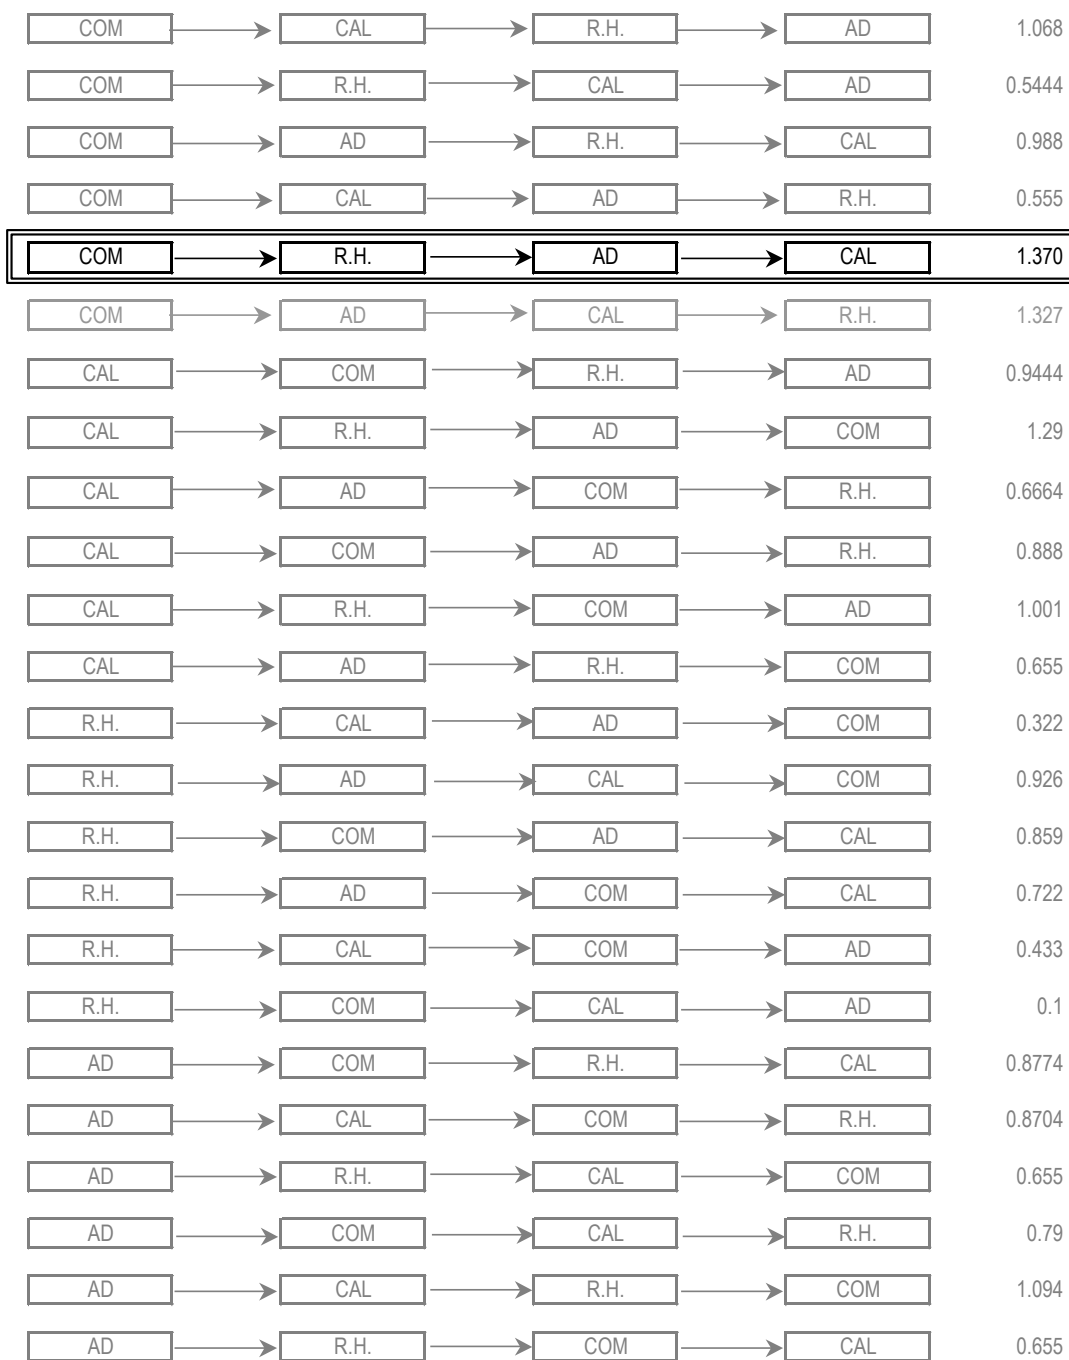 COM CAL R.H. AD 1.068
COM R.H. CAL AD 0.5444
COM AD R.H. CAL 0.988
COM CAL AD R.H. 0.555
COM R.H. AD CAL 1.370
COM AD CAL R.H. 1.327
CAL COM R.H. AD 0.9444
CAL R.H. AD COM 1.29
CAL AD COM R.H. 0.6664
CAL COM AD R.H. 0.888
CAL R.H. COM AD 1.001
CAL AD R.H. COM 0.655
R.H. CAL AD COM 0.322
R.H. AD CAL COM 0.926
R.H. COM AD CAL 0.859
R.H. AD COM CAL 0.722
R.H. CAL COM AD 0.433
R.H. COM CAL AD 0.1
AD COM R.H. CAL 0.8774
AD CAL COM R.H. 0.8704
AD R.H. CAL COM 0.655
AD COM CAL R.H. 0.79
AD CAL R.H. COM 1.094
AD R.H. COM CAL 0.655